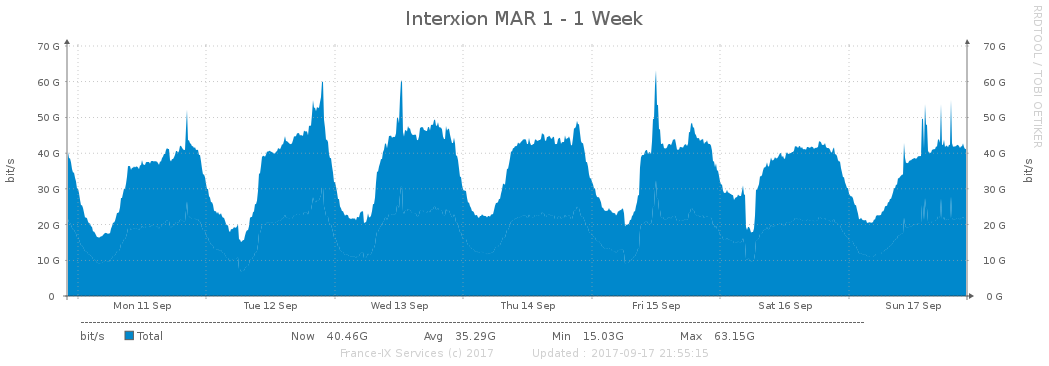 Interxion MAR 1 - 1 Week
RRDTOOL / TOBI OETIKER
bit/s
70 G 70 G
60 G 60 G
50 G 50 G
40 G 40 G
30 G 30 G
20 G 20 G
10 G 10 G
0 0 G
bit/s
Mon 11 Sep Tue 12 Sep Wed 13 Sep Thu 14 Sep Fri 15 Sep Sat 16 Sep Sun 17 Sep
bit/s Total Now 40.46G Avg 35.29G Min 15.03G Max 63.15G
France-IX Services (c) 2017 Updated : 2017-09-17 21:55:15